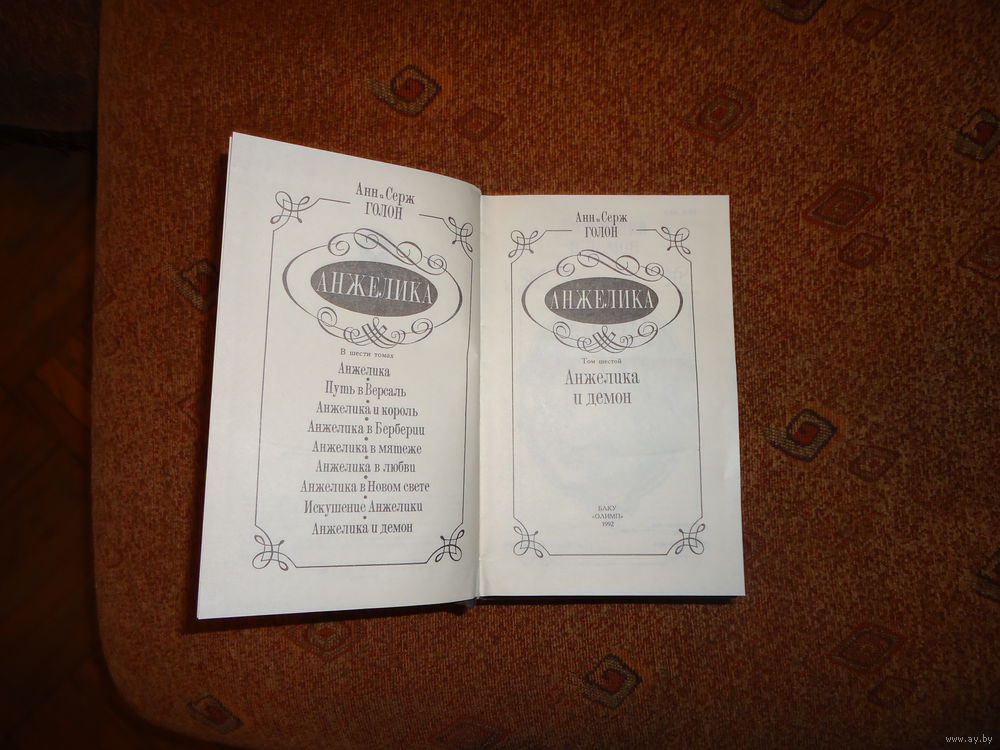 Анн и Серж
ГОЛОН
АНЖЕЛИКА
В шести томах
Анжелика
Путь в Версаль
Анжелика и король
Анжелика в Берберии
Анжелика в мятеже
Анжелика в любви
Анжелика в Новом свете
Искушение Анжелики
Анжелика и демон
Анн и Серж
ГОЛОН
АНЖЕЛИКА
Том шестой
Анжелика
и демон
БАКУ
«ОЛИМП»
1992
www.ay.by